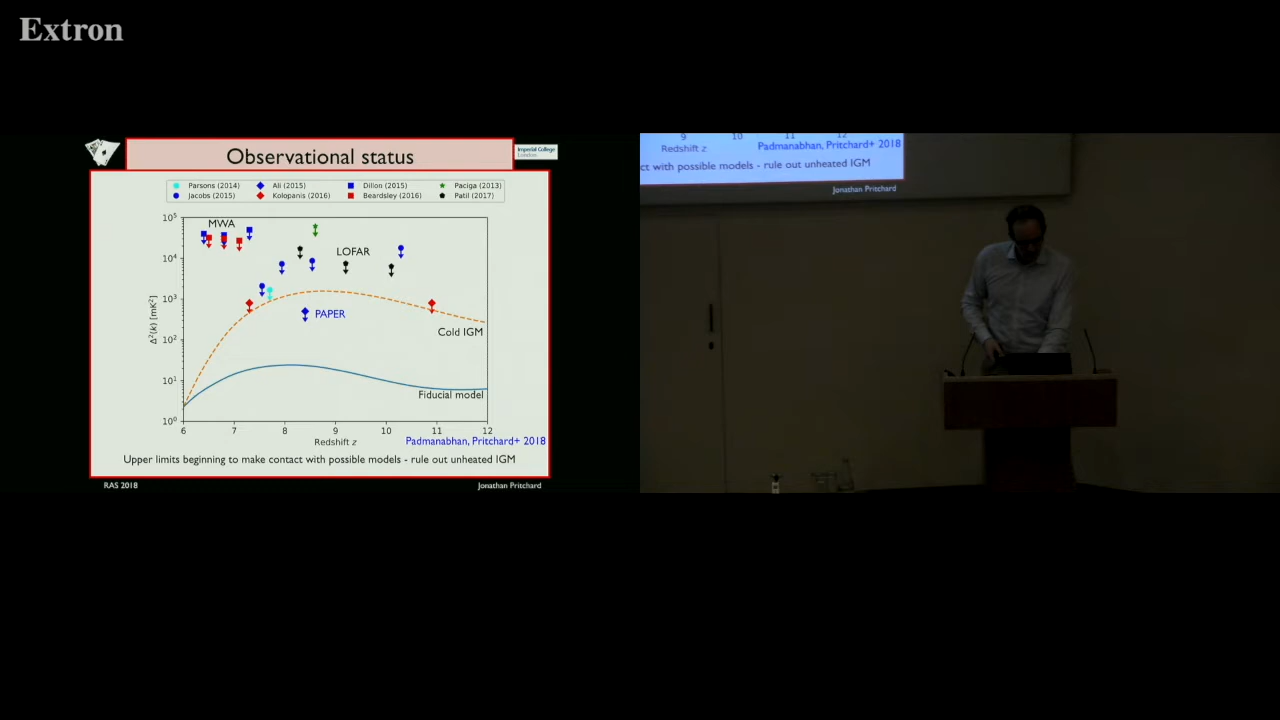 Extron
Observational status
Imperial College
London
Parsons (2014)
Ali (2015)
Dilloo (2015)
Paciga (2013)
Jacobs (2015)
Kolopanis (2016)
Beardsley (2016)
Patil (2017)
MWA
LOFAR
PAPER
Cold IGM
Fiducial model
Δ²(k) [mK²]
10⁵
10⁴
10³
10²
10¹
10⁰
6 7 8 9 10 11 12
Redshift z
Padmanabhan, Pritchard+ 2018
Upper limits beginning to make contact with possible models - rule out unheated IGM
RAS 2018
Jonathan Pritchard
9 10 11 12
Redshift z
Padmanabhan, Pritchard+ 2018
ct with possible models - rule out unheated IGM
Jonathan Pritchard